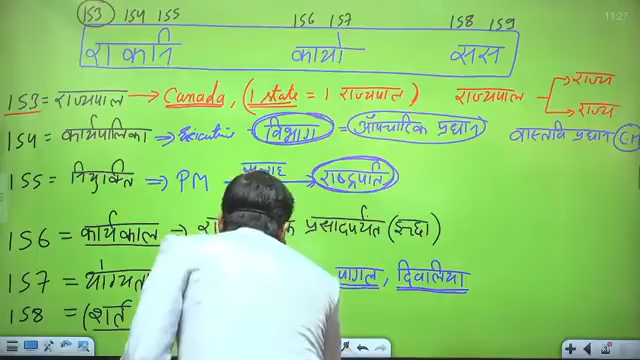 153 154 155 156 157 158 159
राकनि कायो सस
153 = राज्यपाल → Canada, (1 state = 1 राज्यपाल) राज्यपाल राज्य राज्य
154 = कार्यपालिका → Executive विभाग = औपचारिक प्रधान वास्तवि प्रधान
155 = नियुक्ति ⇒ PM सलाह राष्ट्रपति
156 = कार्यकाल → प्रसादपर्यंत (इच्छा)
157 = योग्यता पागल, दिवालिया
158 = (शर्त
11:27